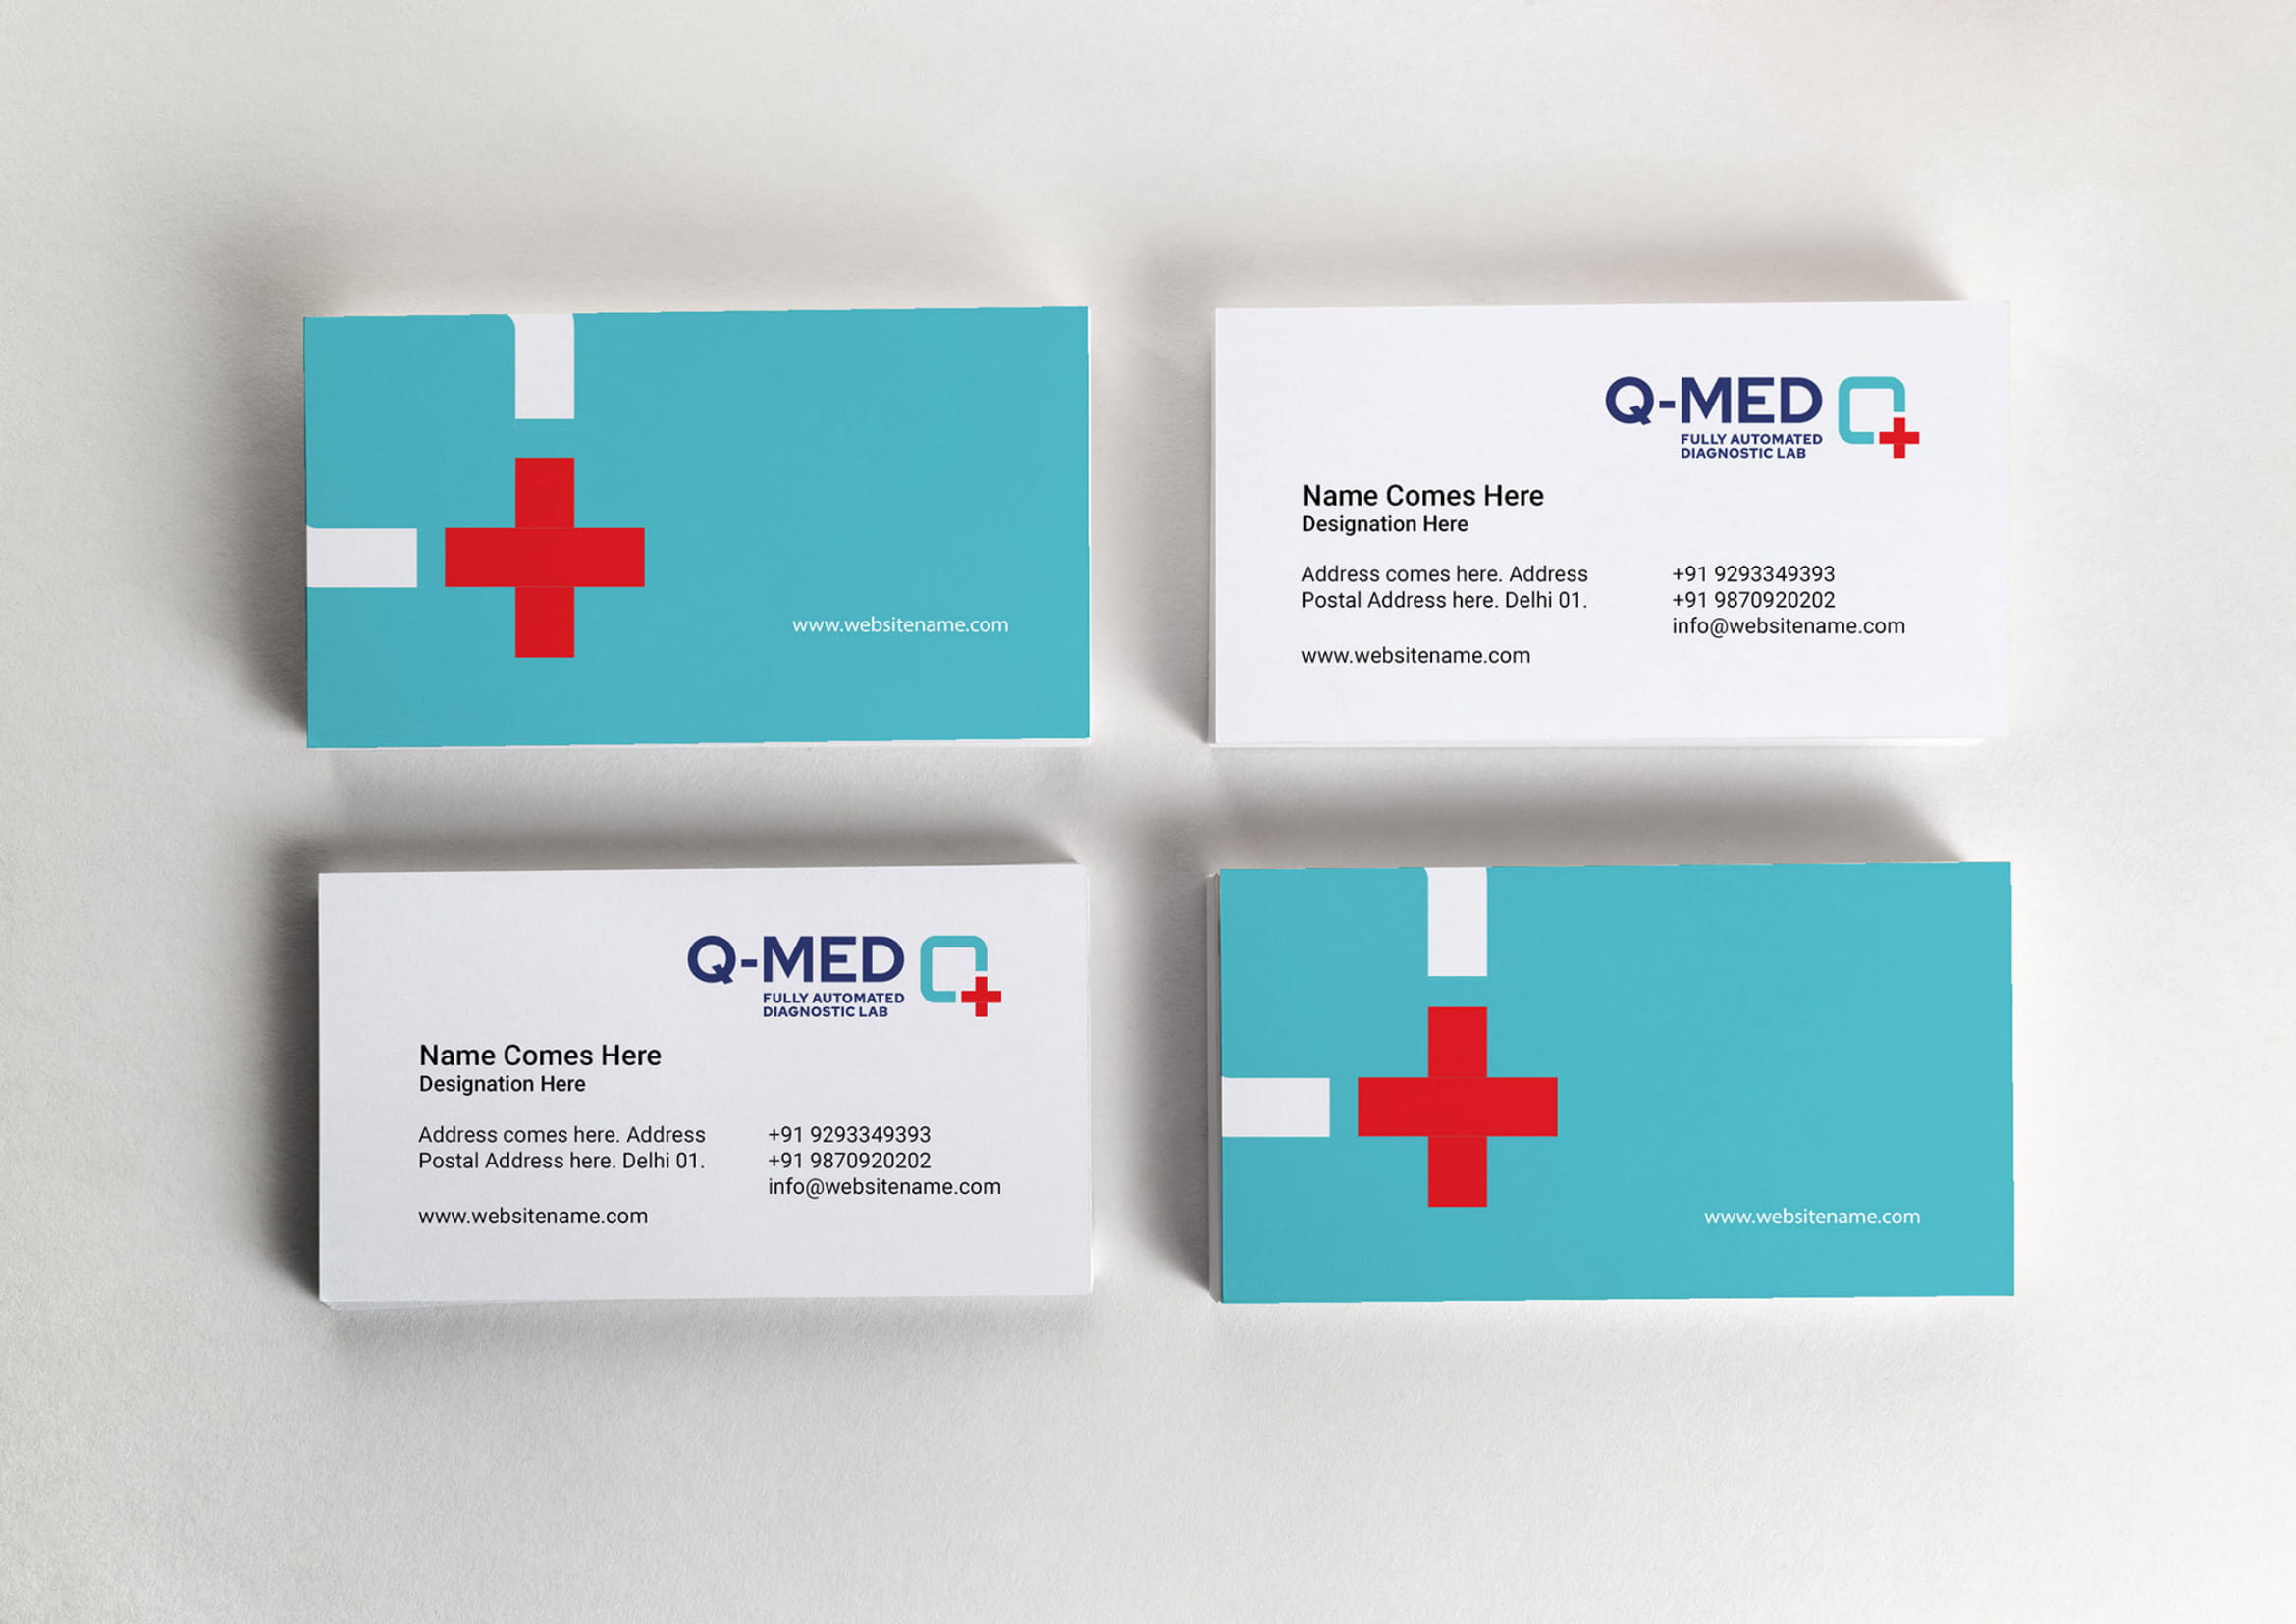 www.websitename.com
Q-MED
FULLY AUTOMATED
DIAGNOSTIC LAB
Name Comes Here
Designation Here
Address comes here. Address
Postal Address here. Delhi 01.
www.websitename.com
+91 9293349393
+91 9870920202
info@websitename.com
Q-MED
FULLY AUTOMATED
DIAGNOSTIC LAB
Name Comes Here
Designation Here
Address comes here. Address
Postal Address here. Delhi 01.
www.websitename.com
+91 9293349393
+91 9870920202
info@websitename.com
www.websitename.com